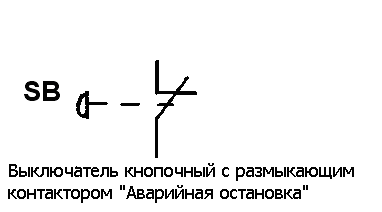 SB
Выключатель кнопочный с размыкающим
контактором "Аварийная остановка"